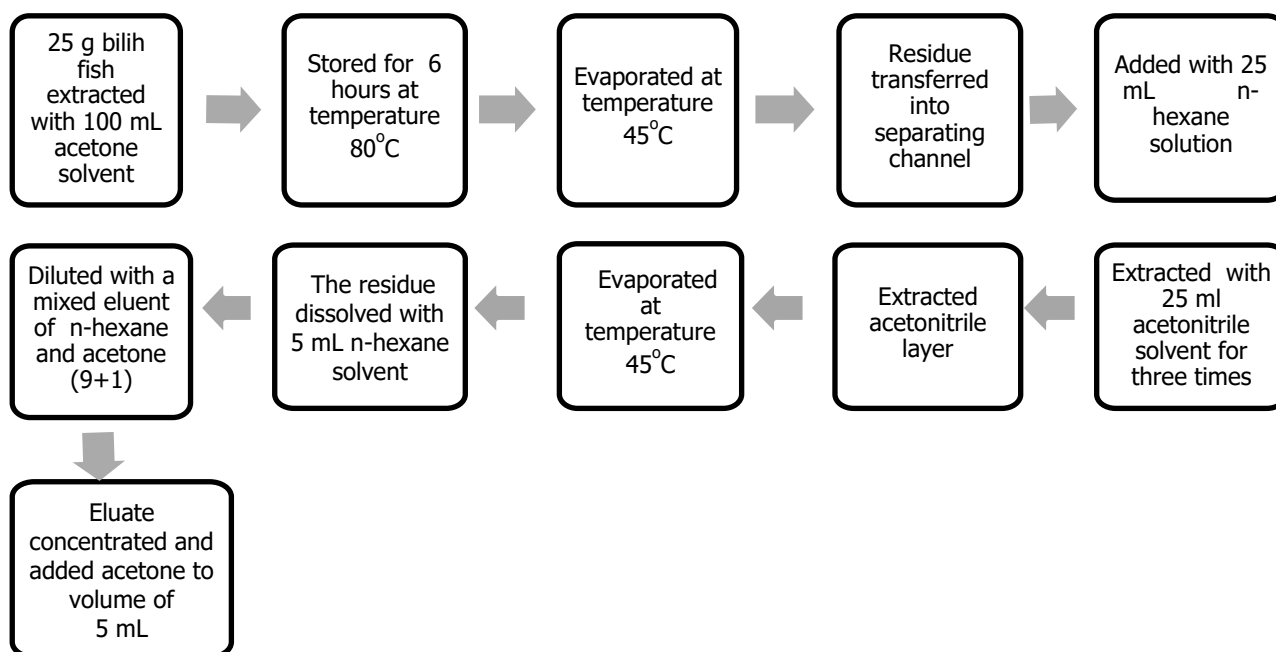 25 g bilih
fish
extracted
with 100 mL
acetone
solvent
Stored for 6
hours at
temperature
80°C
Evaporated at
temperature
45°C
Residue
transferred
into
separating
channel
Added with 25
mL n-
hexane
solution
Extracted with
25 ml
acetonitrile
solvent for
three times
Extracted
acetonitrile
layer
Evaporated
at
temperature
45°C
The residue
dissolved with
5 mL n-hexane
solvent
Diluted with a
mixed eluent
of n-hexane
and acetone
(9+1)
Eluate
concentrated and
added acetone to
volume of
5 mL